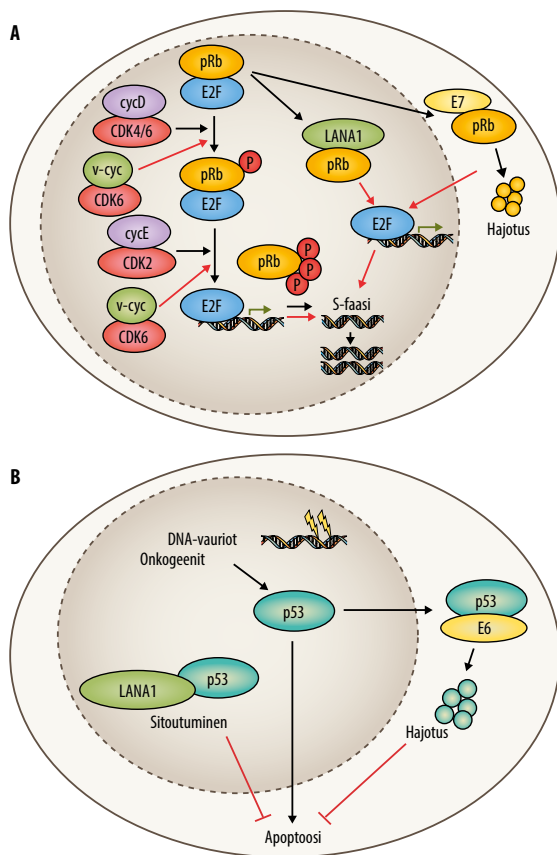 A
pRb
E2F
cycD
CDK4/6
v-cyc
CDK6
pRb
P
E2F
cycE
CDK2
v-cyc
CDK6
E2F
pRb
P
P
P
LANA1
pRb
E2F
S-faasi
E7
pRb
Hajotus
B
DNA-vauriot
Onkogeenit
p53
p53
E6
LANA1
p53
Sitoutuminen
Hajotus
Apoptoosi